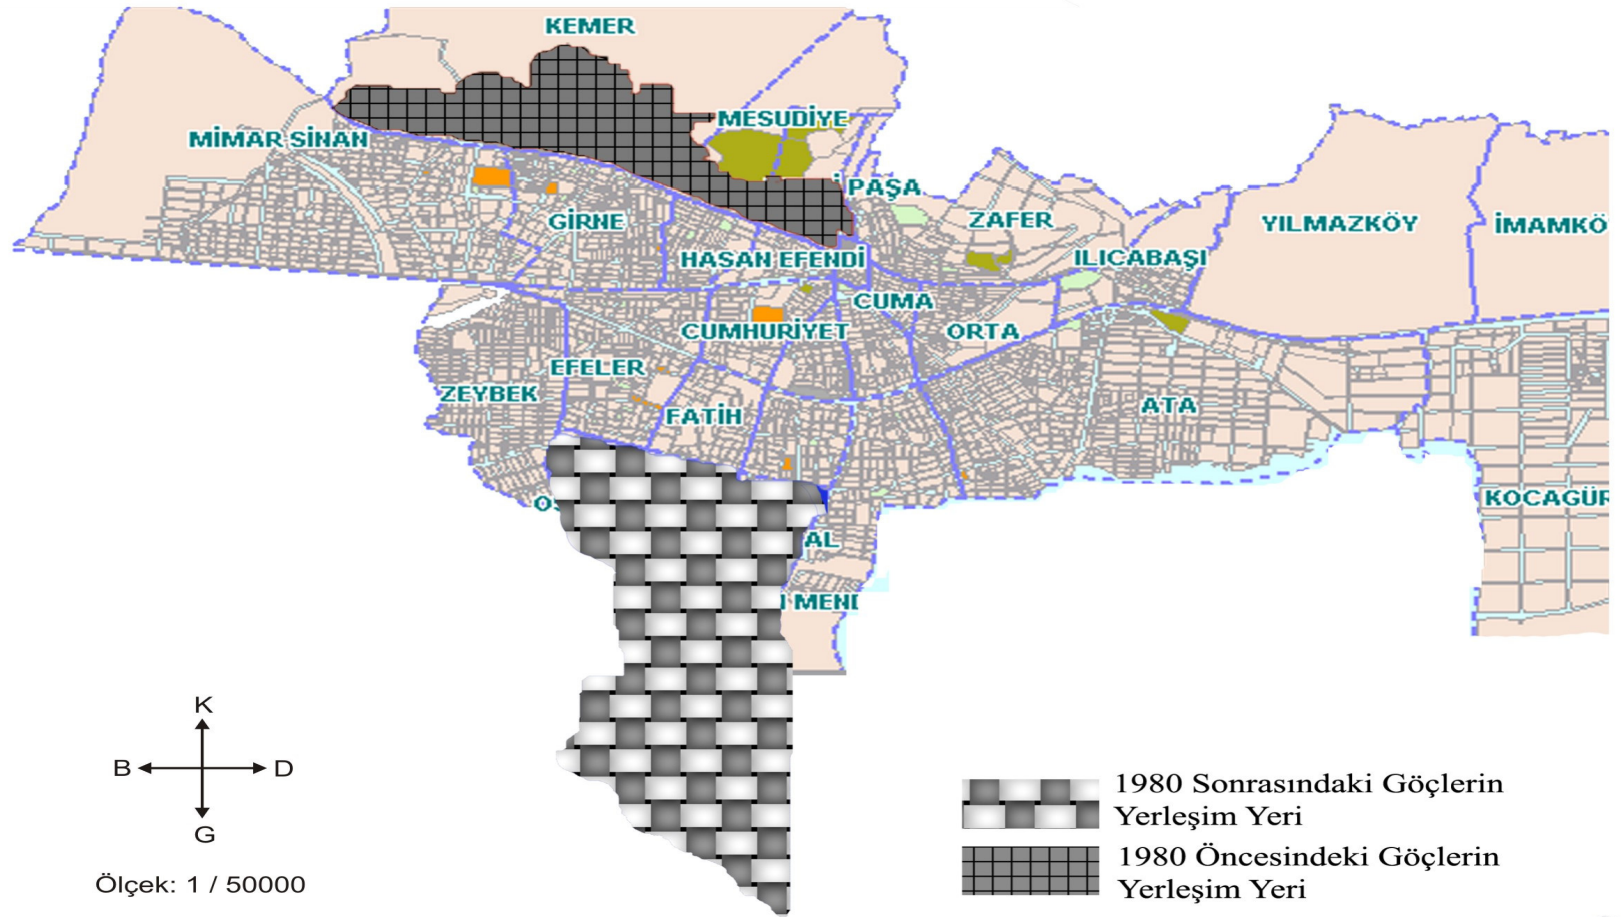 KEMER
MESUDİYE
MİMAR SİNAN
PAŞA
GİRNE
ZAFER
YILMAZKÖY
İMAMKÖ
HASAN EFENDİ
ILICABAŞI
CUMA
CUMHURİYET
ORTA
EFELER
ZEYBEK
FATİH
ATA
KOCAGÜR
AL
MENI
K
B D
G
Ölçek: 1 / 50000
1980 Sonrasındaki Göçlerin
Yerleşim Yeri
1980 Öncesindeki Göçlerin
Yerleşim Yeri